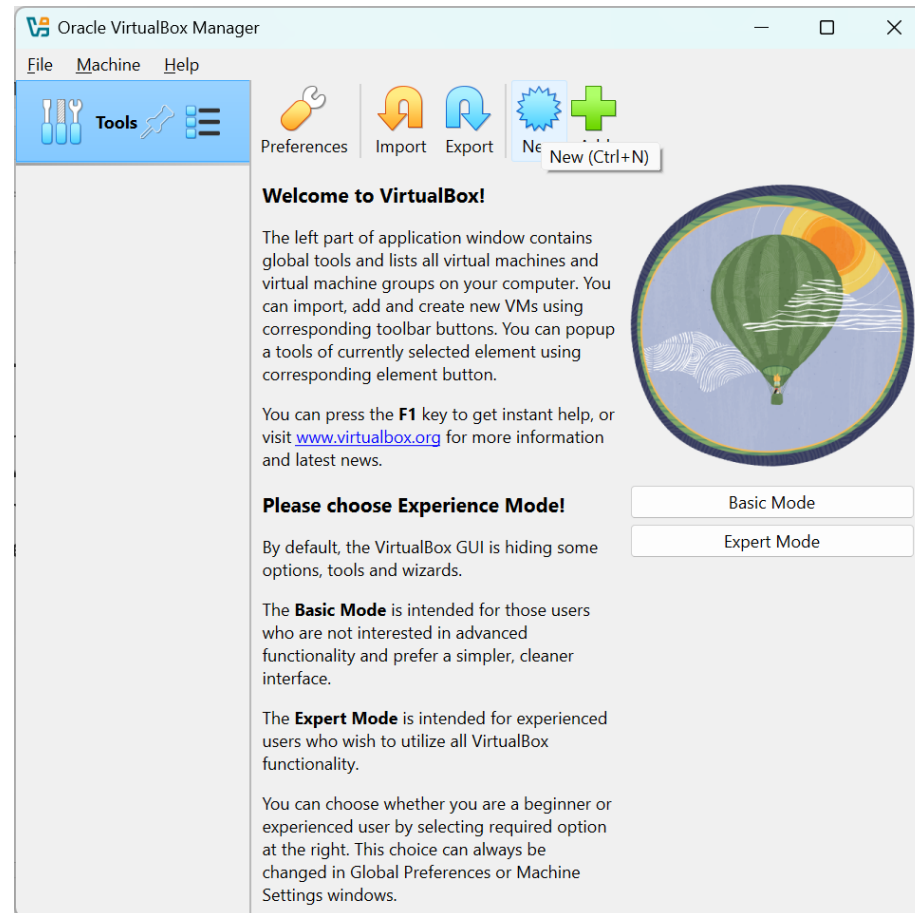 Oracle VirtualBox Manager
File Machine Help
Tools
Preferences Import Export
New (Ctrl+N)
Welcome to VirtualBox!
The left part of application window contains
global tools and lists all virtual machines and
virtual machine groups on your computer. You
can import, add and create new VMs using
corresponding toolbar buttons. You can popup
a tools of currently selected element using
corresponding element button.
You can press the F1 key to get instant help, or
visit www.virtualbox.org for more information
and latest news.
Please choose Experience Mode!
By default, the VirtualBox GUI is hiding some
options, tools and wizards.
The Basic Mode is intended for those users
who are not interested in advanced
functionality and prefer a simpler, cleaner
interface.
The Expert Mode is intended for experienced
users who wish to utilize all VirtualBox
functionality.
You can choose whether you are a beginner or
experienced user by selecting required option
at the right. This choice can always be
changed in Global Preferences or Machine
Settings windows.
Basic Mode
Expert Mode